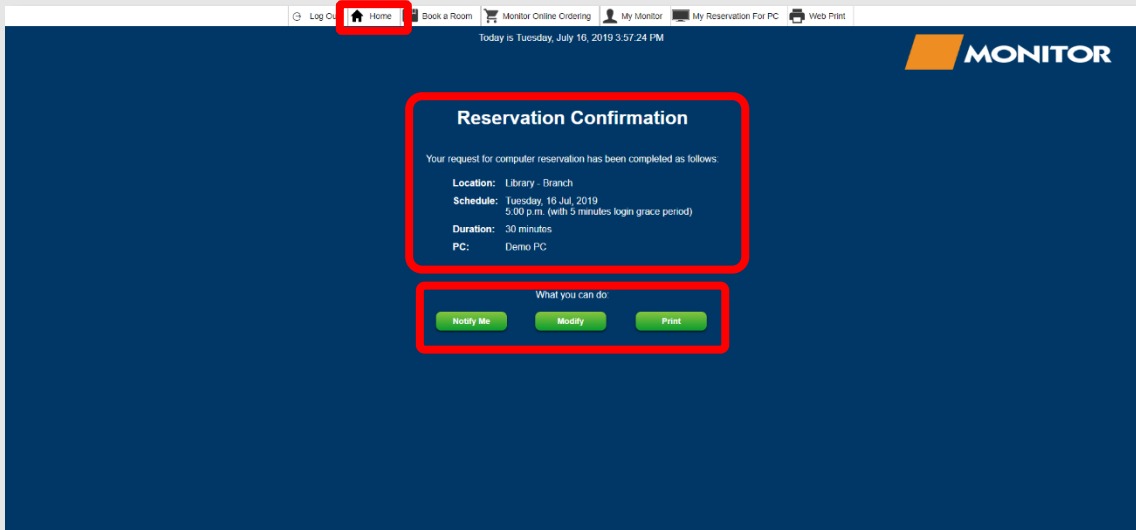 Log Ou Home Book a Room Monitor Online Ordering My Monitor My Reservation For PC Web Print
Today is Tuesday, July 16, 2019 3:57:24 PM
MONITOR
Reservation Confirmation
Your request for computer reservation has been completed as follows:
Location: Library - Branch
Schedule: Tuesday, 16 Jul, 2019
5:00 p.m. (with 5 minutes login grace period)
Duration: 30 minutes
PC: Demo PC
What you can do:
Notify Me Modify Print